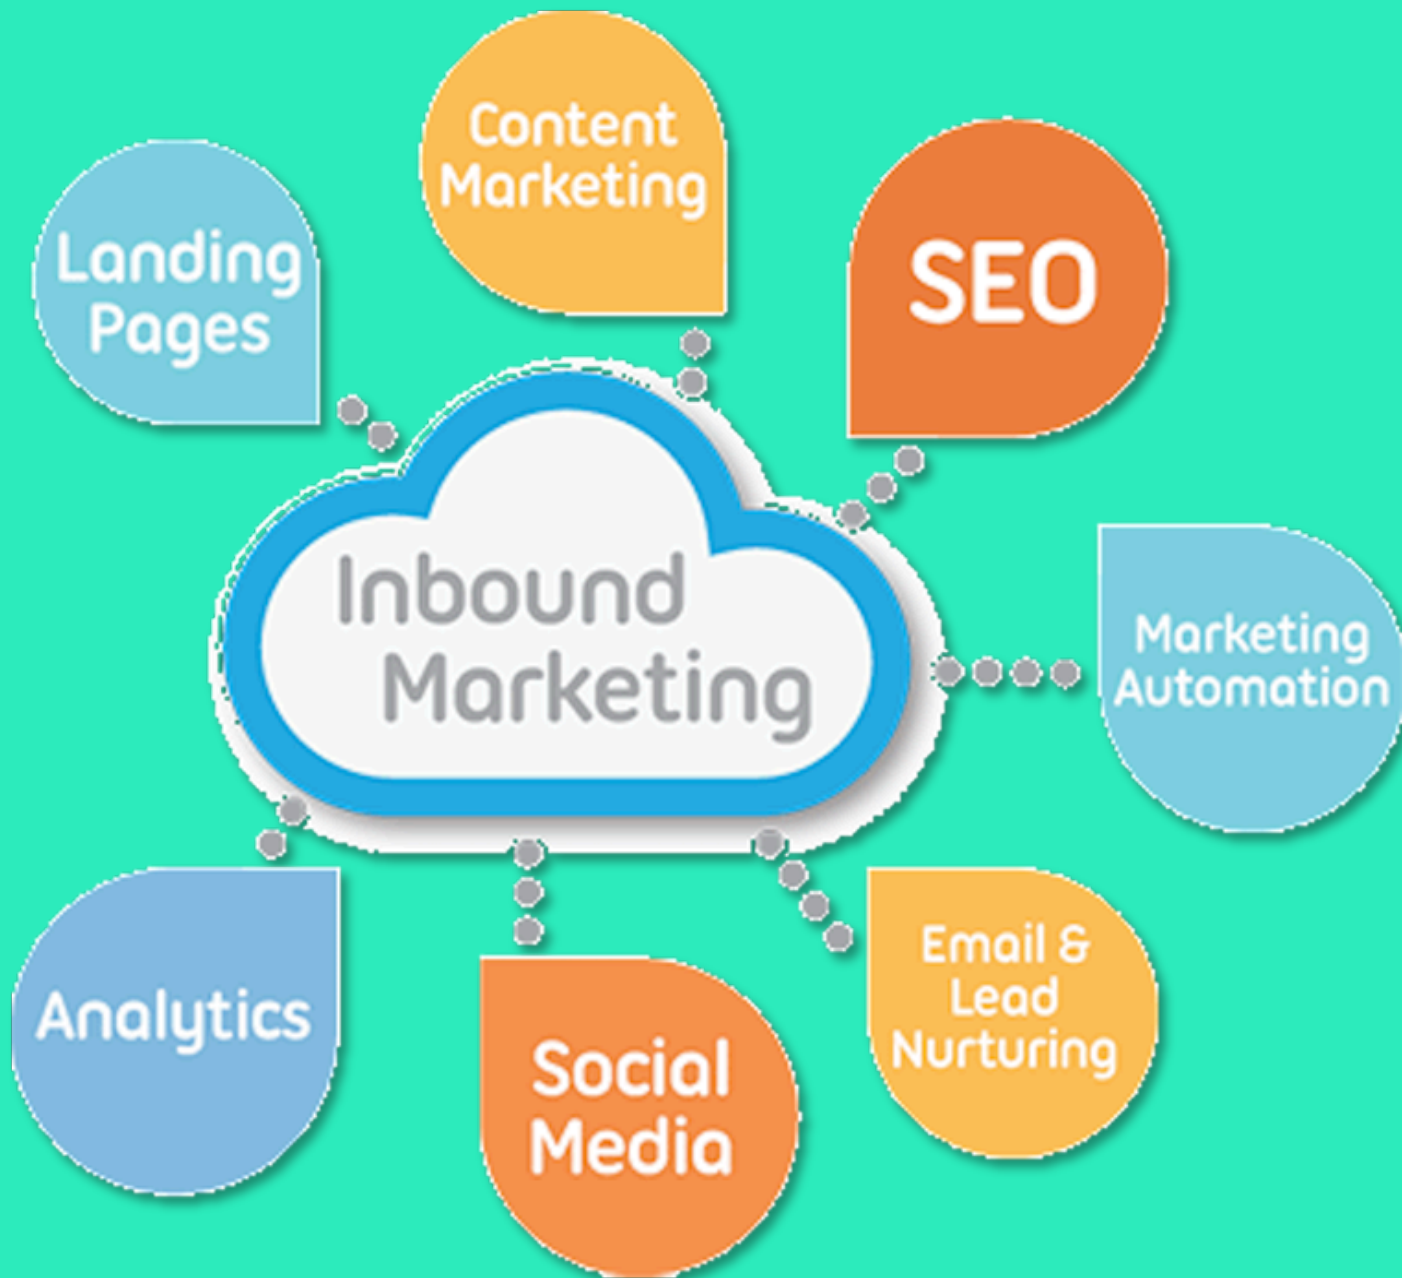 Content
Marketing
SEO
Landing
Pages
Inbound
Marketing
Marketing
Automation
Analytics
Social
Media
Email &
Lead
Nurturing